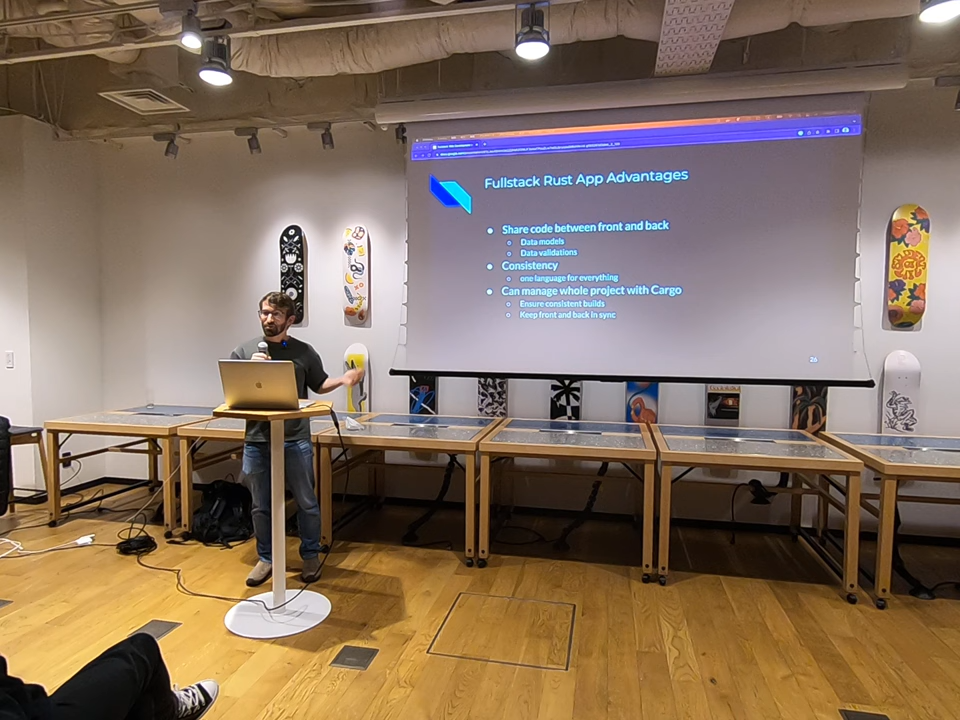 Fullstack Rust App Advantages
Share code between front and back
Data models
Data validations
Consistency
one language for everything
Can manage whole project with Cargo
Ensure consistent builds
Keep front and back in sync
26